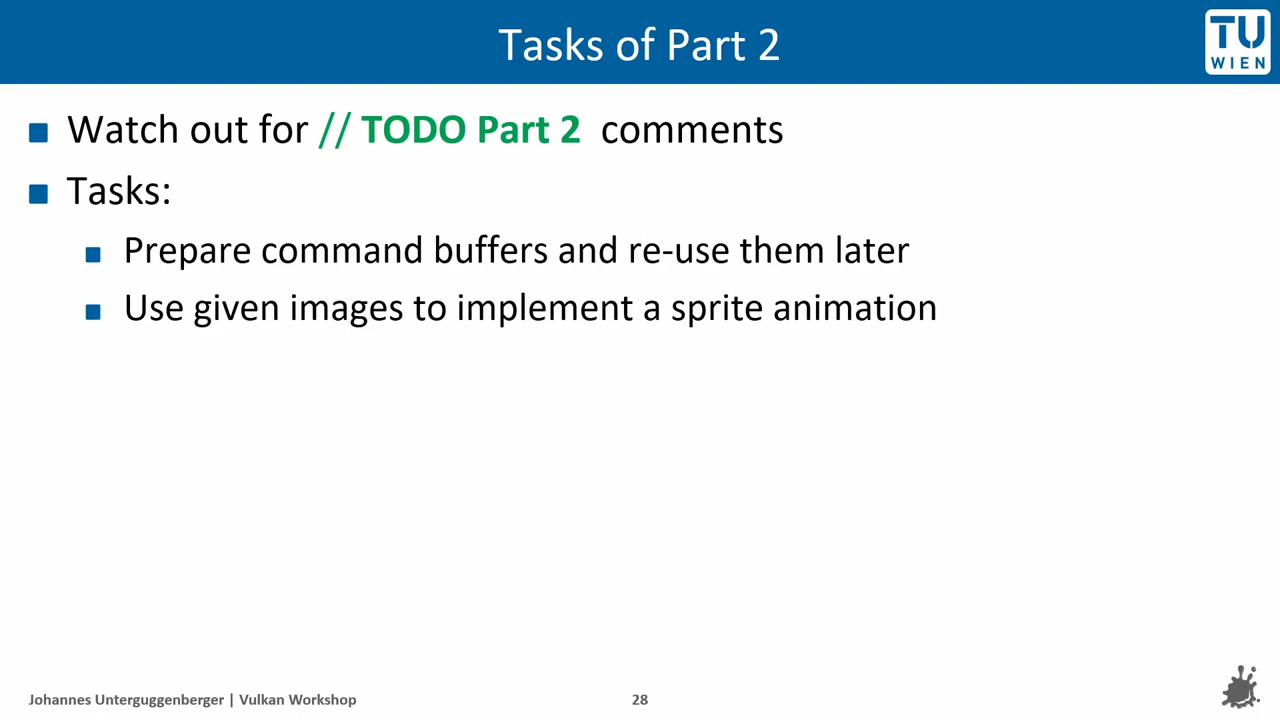 Tasks of Part 2
TU
WIEN
Watch out for // TODO Part 2 comments
Tasks:
Prepare command buffers and re-use them later
Use given images to implement a sprite animation
Johannes Unterguggenberger | Vulkan Workshop
28